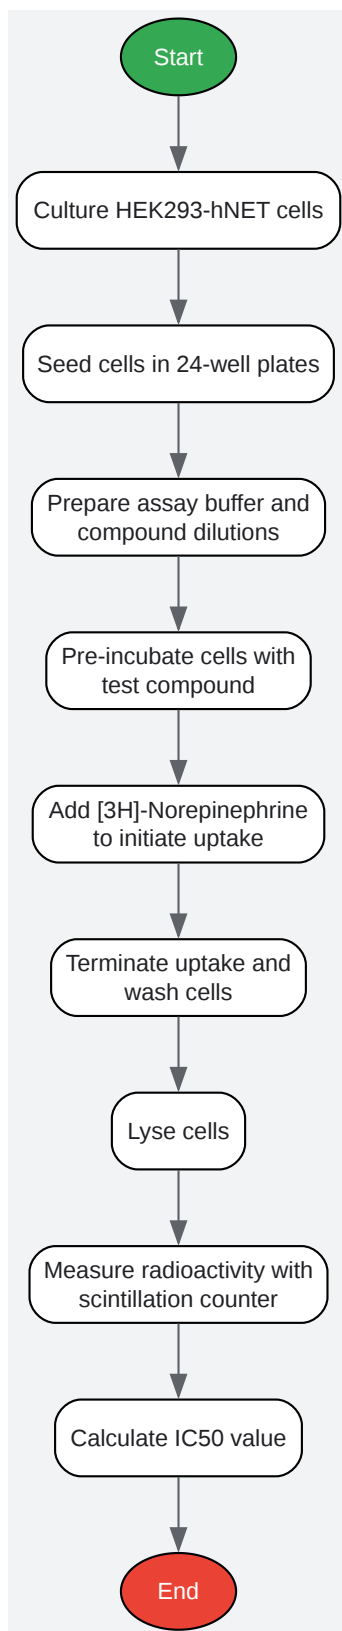 Start
Culture HEK293-hNET cells
Seed cells in 24-well plates
Prepare assay buffer and
compound dilutions
Pre-incubate cells with
test compound
Add [3H]-Norepinephrine
to initiate uptake
Terminate uptake and
wash cells
Lyse cells
Measure radioactivity with
scintillation counter
Calculate IC50 value
End